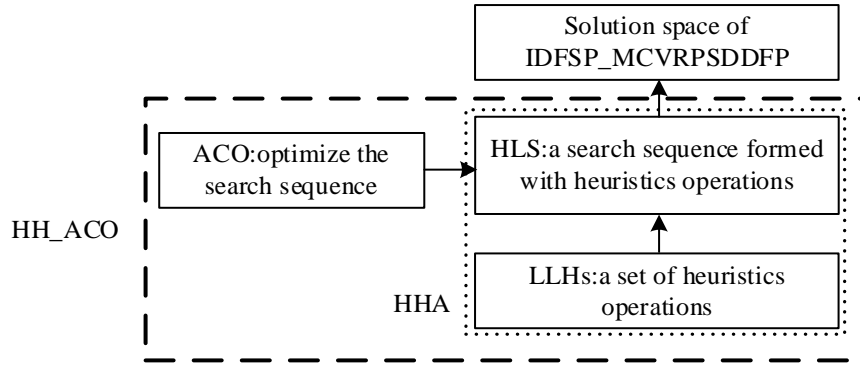 Solution space of
IDFSP_MCVRPSDDFP
ACO:optimize the
search sequence
HLS:a search sequence formed
with heuristics operations
HH_ACO
LLHs:a set of heuristics
operations
HHA